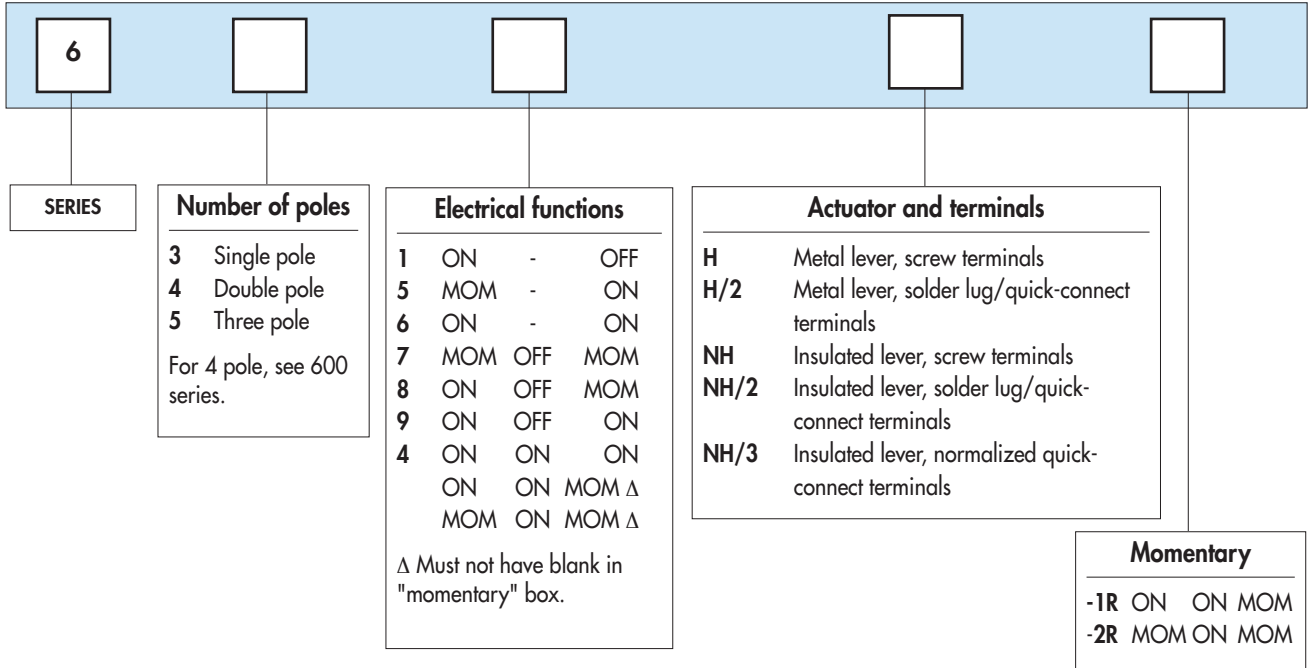 6
SERIES
Number of poles
3 Single pole
4 Double pole
5 Three pole
For 4 pole, see 600
series.
Electrical functions
1 ON - OFF
5 MOM - ON
6 ON - ON
7 MOM OFF MOM
8 ON OFF MOM
9 ON OFF ON
4 ON ON ON
ON ON MOM Δ
MOM ON MOM Δ
Δ Must not have blank in
"momentary" box.
Actuator and terminals
H Metal lever, screw terminals
H/2 Metal lever, solder lug/quick-connect
terminals
NH Insulated lever, screw terminals
NH/2 Insulated lever, solder lug/quick-
connect terminals
NH/3 Insulated lever, normalized quick-
connect terminals
Momentary
-1R ON ON MOM
-2R MOM ON MOM